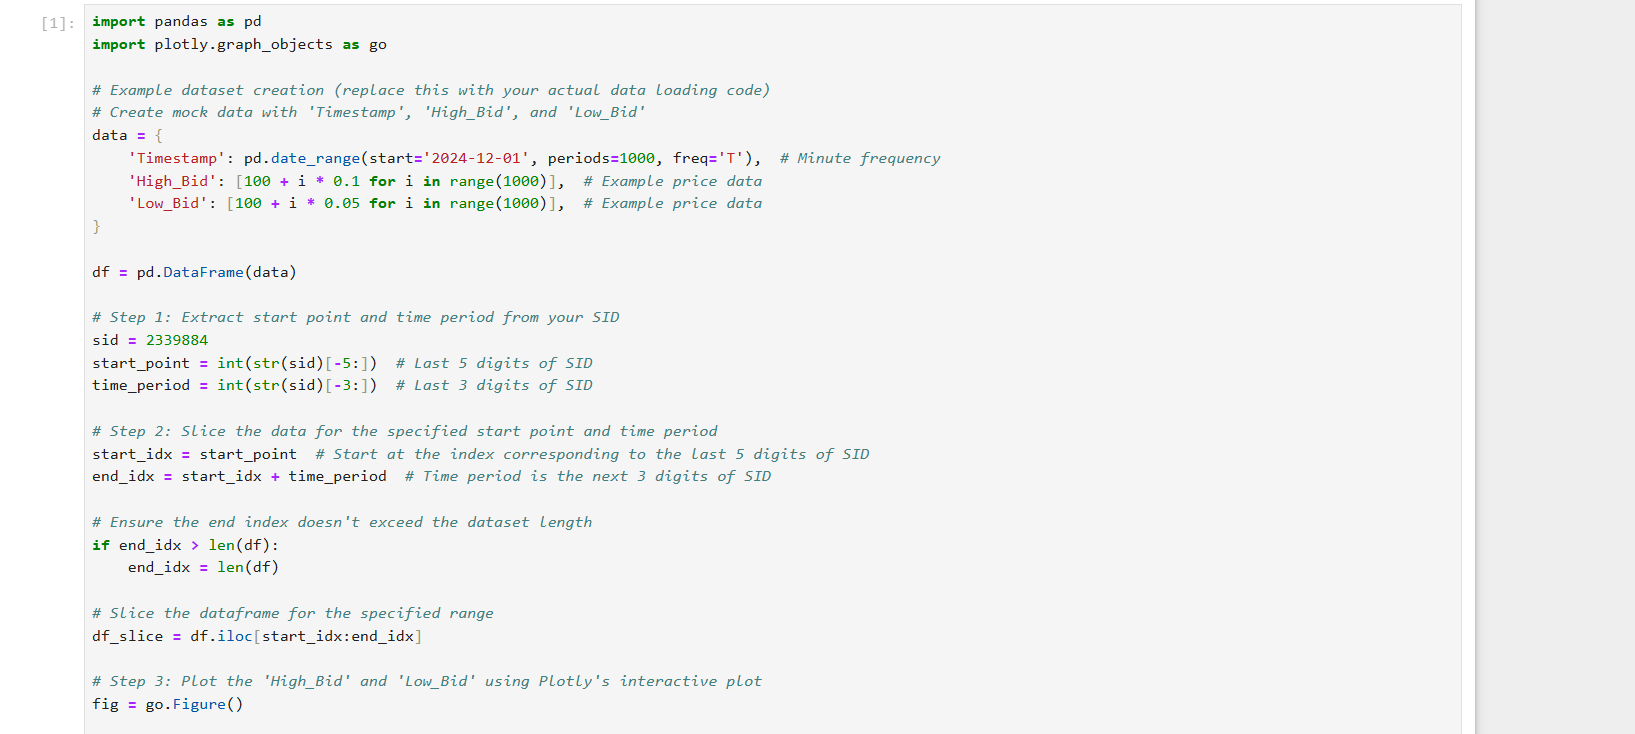 [1]:
import pandas as pd
import plotly.graph_objects as go
# Example dataset creation (replace this with your actual data loading code)
# Create mock data with 'Timestamp', 'High_Bid', and 'Low_Bid'
data = {
    'Timestamp': pd.date_range(start='2024-12-01', periods=1000, freq='T'),  # Minute frequency
    'High_Bid': [100 + i * 0.1 for i in range(1000)],  # Example price data
    'Low_Bid': [100 + i * 0.05 for i in range(1000)],  # Example price data
}
df = pd.DataFrame(data)
# Step 1: Extract start point and time period from your SID
sid = 2339884
start_point = int(str(sid)[-5:])  # Last 5 digits of SID
time_period = int(str(sid)[-3:])  # Last 3 digits of SID
# Step 2: Slice the data for the specified start point and time period
start_idx = start_point  # Start at the index corresponding to the last 5 digits of SID
end_idx = start_idx + time_period  # Time period is the next 3 digits of SID
# Ensure the end index doesn't exceed the dataset length
if end_idx > len(df):
    end_idx = len(df)
# Slice the dataframe for the specified range
df_slice = df.iloc[start_idx:end_idx]
# Step 3: Plot the 'High_Bid' and 'Low_Bid' using Plotly's interactive plot
fig = go.Figure()